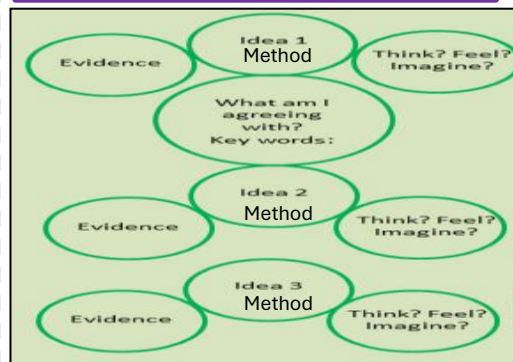 Idea 1
Method
Evidence
Think? Feel?
Imagine?
What am I
agreeing
with?
Key words:
Idea 2
Method
Evidence
Think? Feel?
Imagine?
Idea 3
Method
Evidence
Think? Feel?
Imagine?